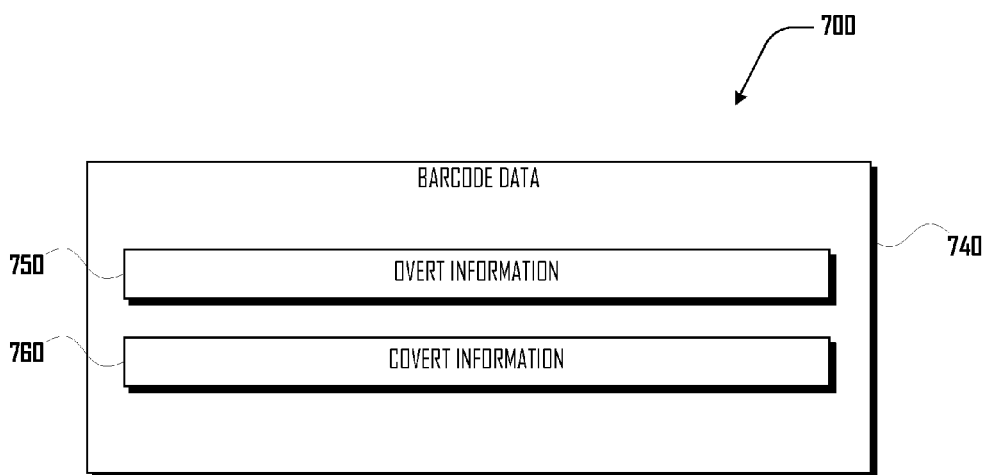 700
BARCODE DATA
740
750
OVERT INFORMATION
760
COVERT INFORMATION